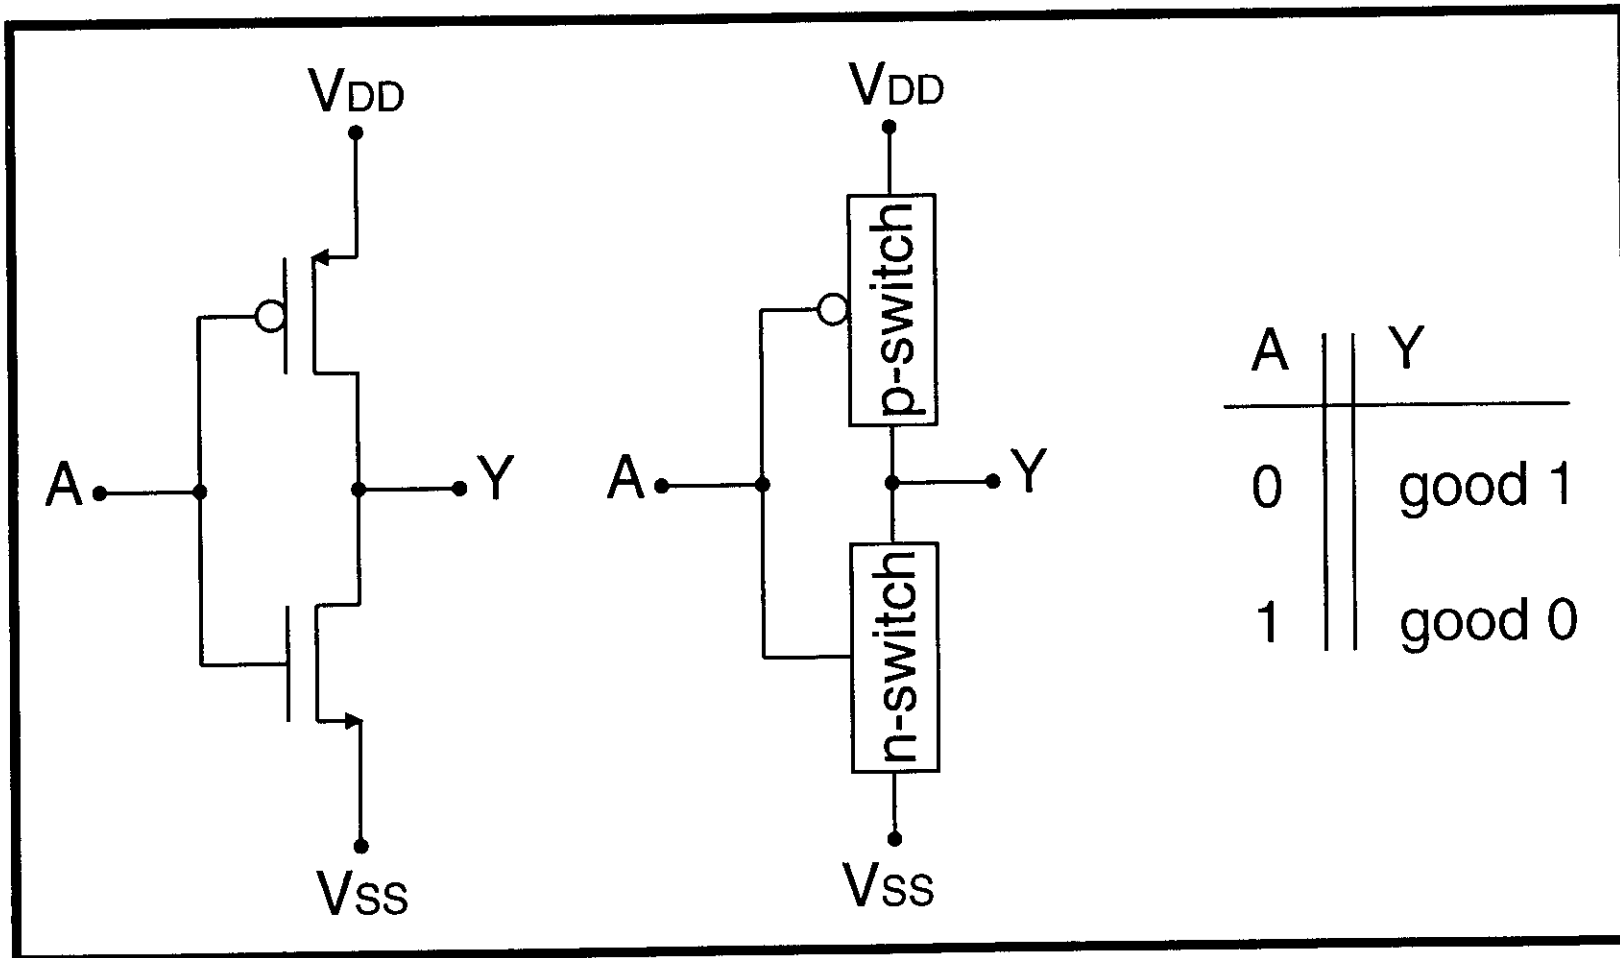 VDD
A
Y
VSS
VDD
p-switch
A
Y
n-switch
VSS
A Y
0 good 1
1 good 0